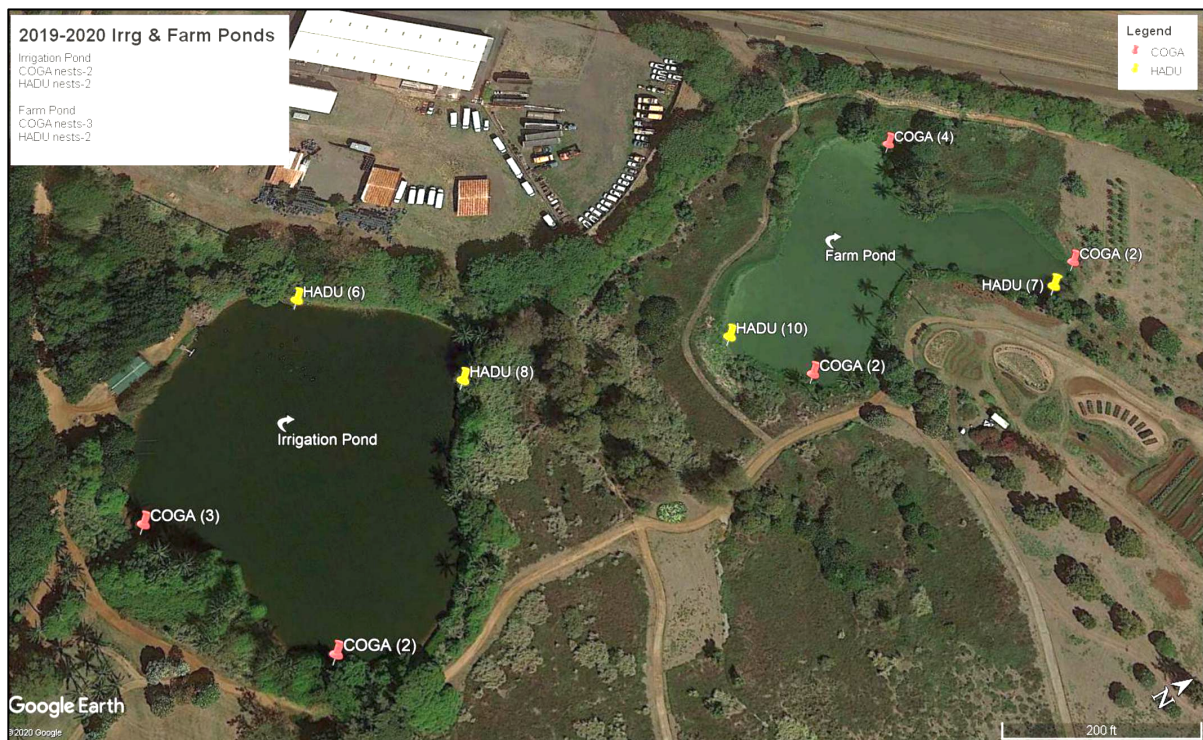 2019-2020 Irrg & Farm Ponds
Irrigation Pond
COGA nests-2
HADU nests-2
Farm Pond
COGA nests-3
HADU nests-2
Legend
COGA
HADU
COGA (4)
COGA (2)
Farm Pond
HADU (7)
HADU (6)
HADU (10)
COGA (2)
HADU (8)
Irrigation Pond
COGA (3)
COGA (2)
Google Earth
©2020 Google
N
200 ft